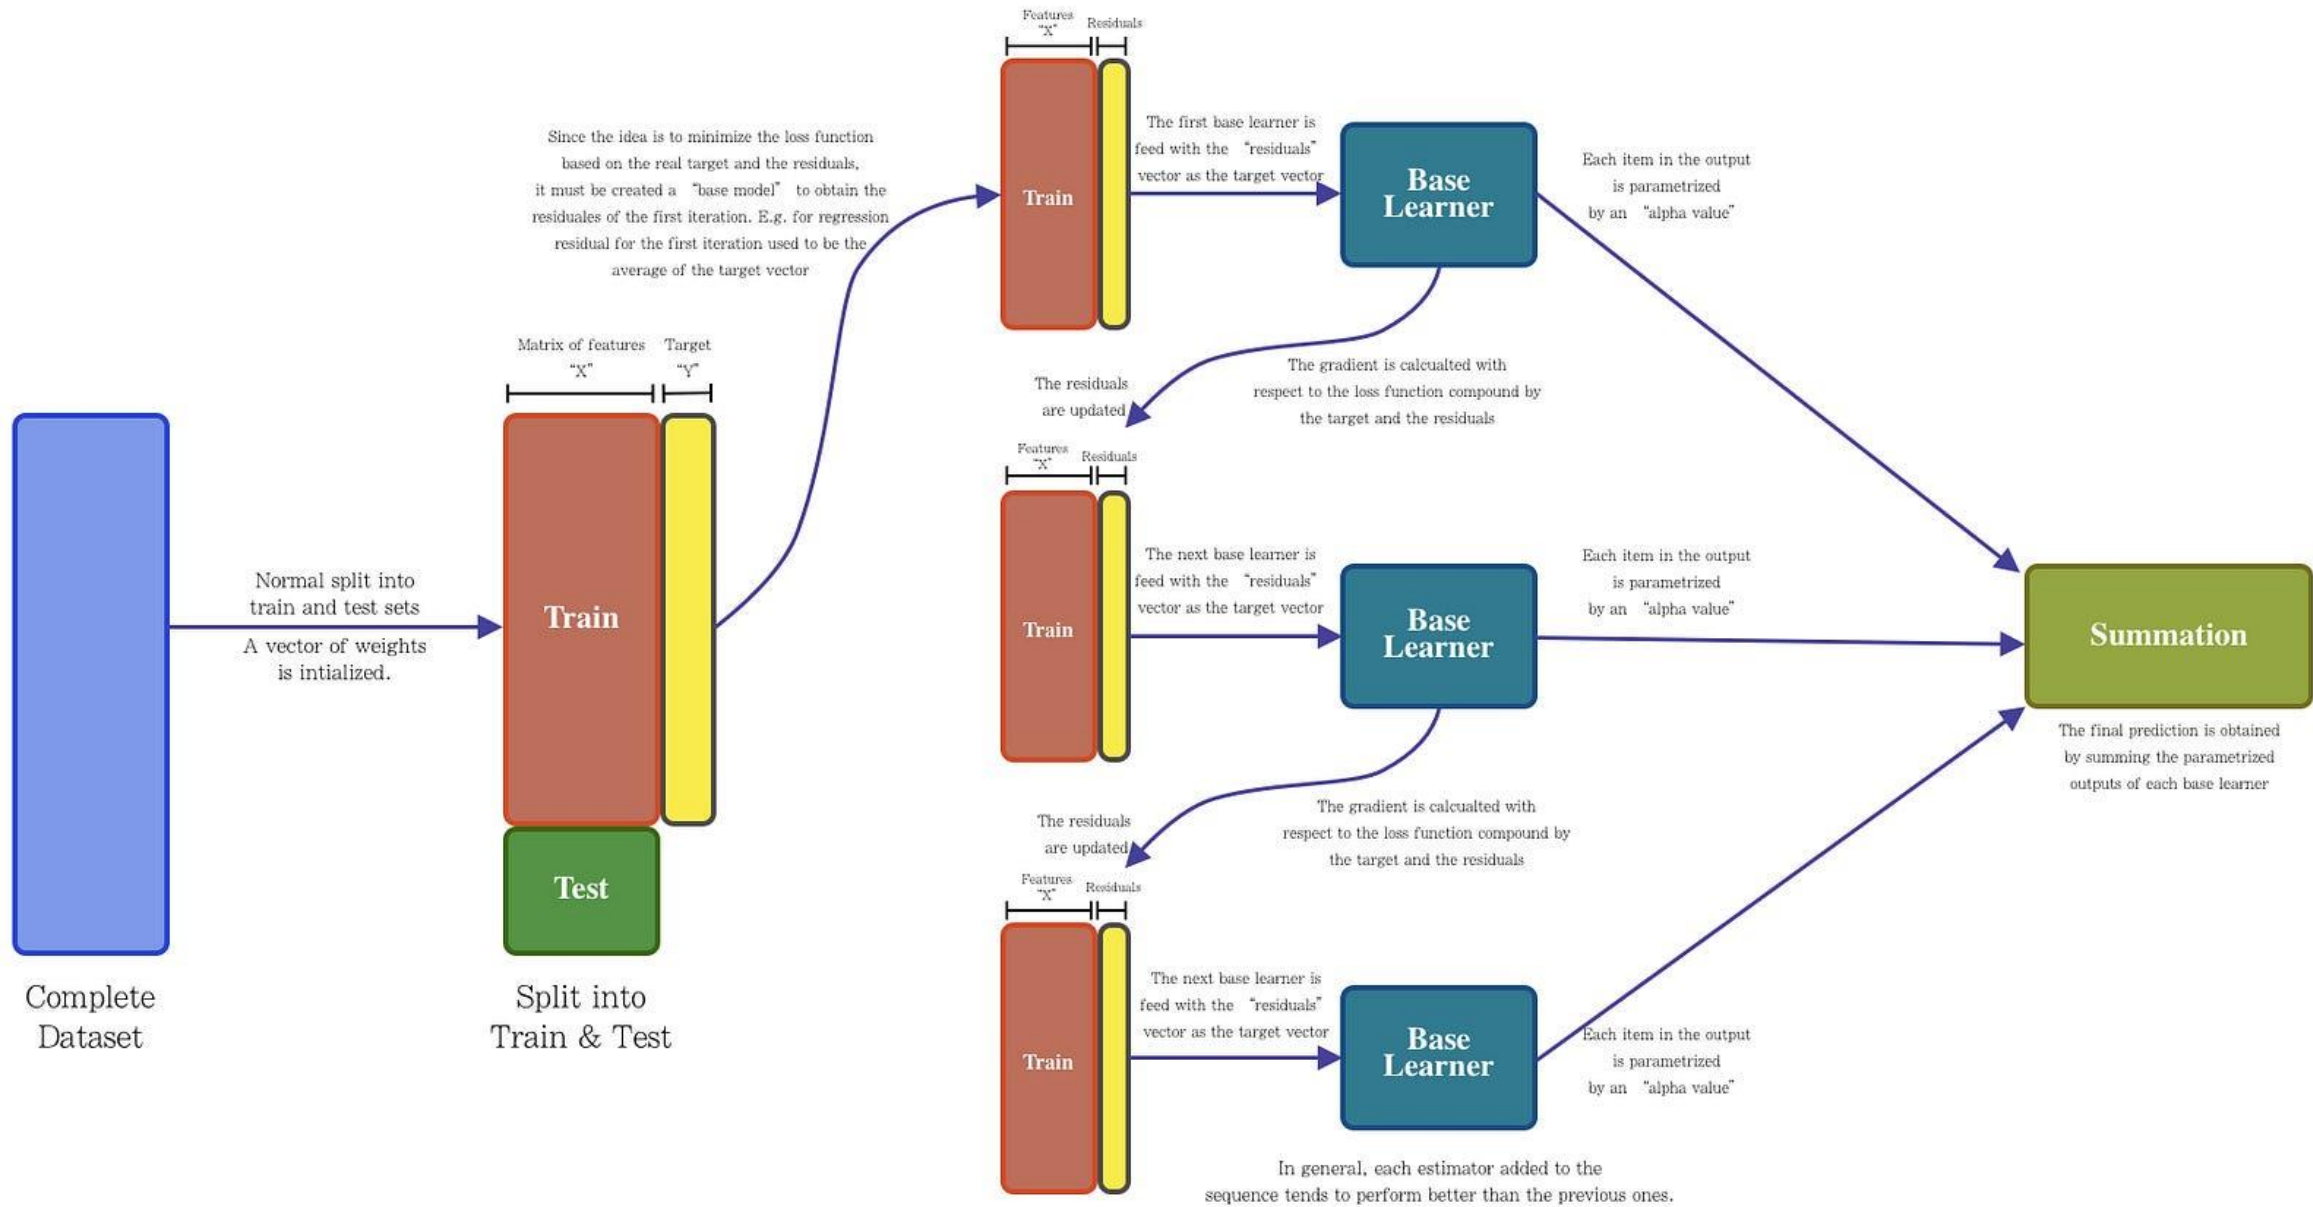 Complete
Dataset
Normal split into
train and test sets
A vector of weights
is intialized.
Matrix of features
“X”
Target
“Y”
Train
Test
Split into
Train & Test
Since the idea is to minimize the loss function
based on the real target and the residuals,
it must be created a “base model” to obtain the
residuales of the first iteration. E.g. for regression
residual for the first iteration used to be the
average of the target vector
Features
“X”
Residuals
Train
The first base learner is
feed with the “residuals”
vector as the target vector
Base
Learner
Each item in the output
is parametrized
by an “alpha value”
The gradient is calcualted with
respect to the loss function compound by
the target and the residuals
The residuals
are updated
Features
“X”
Residuals
Train
The next base learner is
feed with the “residuals”
vector as the target vector
Base
Learner
Each item in the output
is parametrized
by an “alpha value”
The gradient is calcualted with
respect to the loss function compound by
the target and the residuals
The residuals
are updated
Features
“X”
Residuals
Train
The next base learner is
feed with the “residuals”
vector as the target vector
Base
Learner
Each item in the output
is parametrized
by an “alpha value”
In general, each estimator added to the
sequence tends to perform better than the previous ones.
Summation
The final prediction is obtained
by summing the parametrized
outputs of each base learner